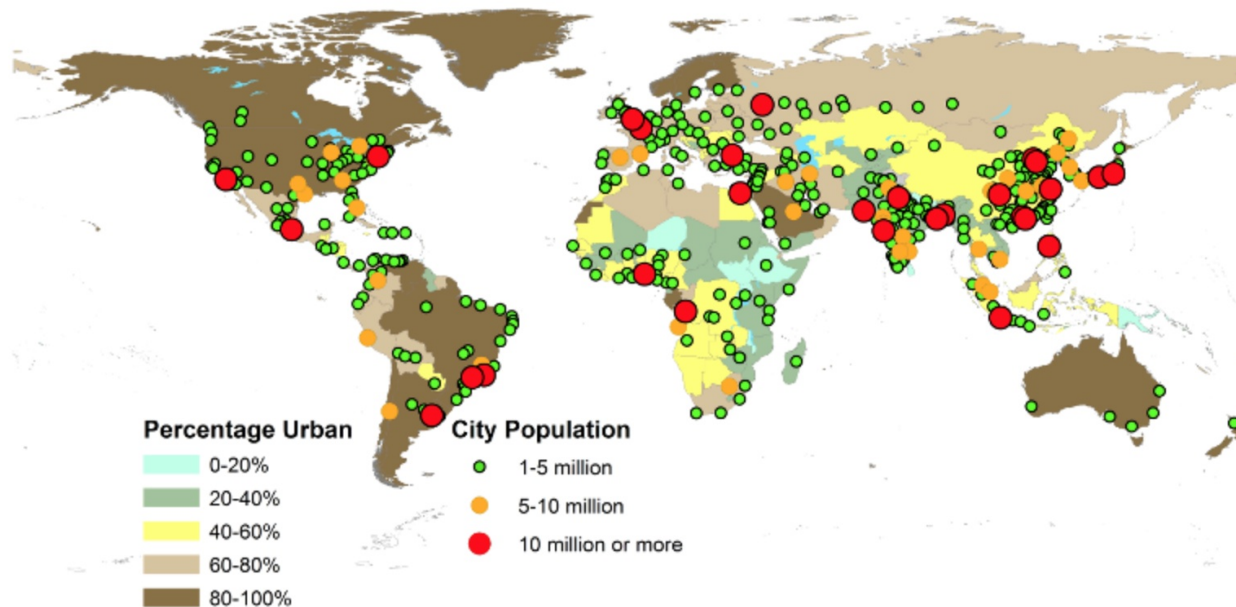 Percentage Urban
0-20%
20-40%
40-60%
60-80%
80-100%
City Population
1-5 million
5-10 million
10 million or more